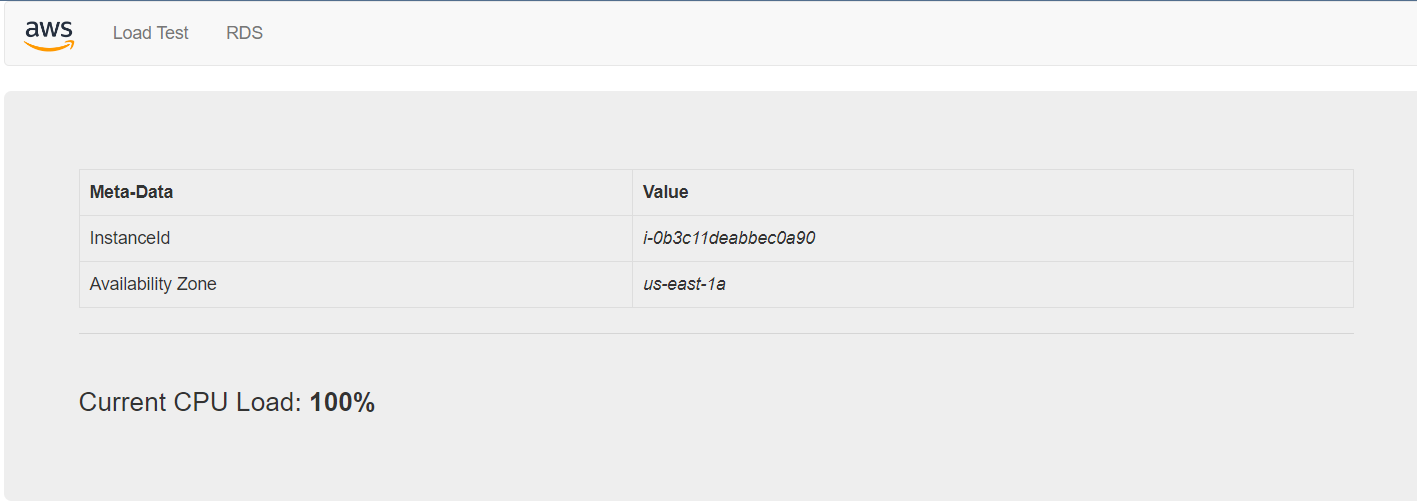 aws Load Test RDS
Meta-Data Value
InstanceId i-0b3c11deabbec0a90
Availability Zone us-east-1a
Current CPU Load: 100%